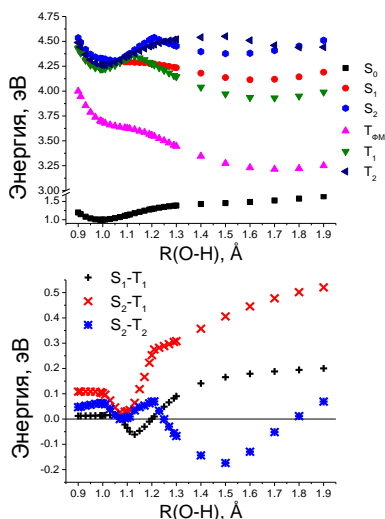 Энергия, эВ
4.75
4.50
4.25
4.00
3.75
3.50
3.25
3.00
1.5
1.0
0.9 1.0 1.1 1.2 1.3 1.4 1.5 1.6 1.7 1.8 1.9
R(O-H), Å
S0
S1
S2
TФМ
T1
T2
Энергия, эВ
S1-T1
S2-T1
S2-T2
0.5
0.4
0.3
0.2
0.1
0.0
-0.1
-0.2
0.9 1.0 1.1 1.2 1.3 1.4 1.5 1.6 1.7 1.8 1.9
R(O-H), Å